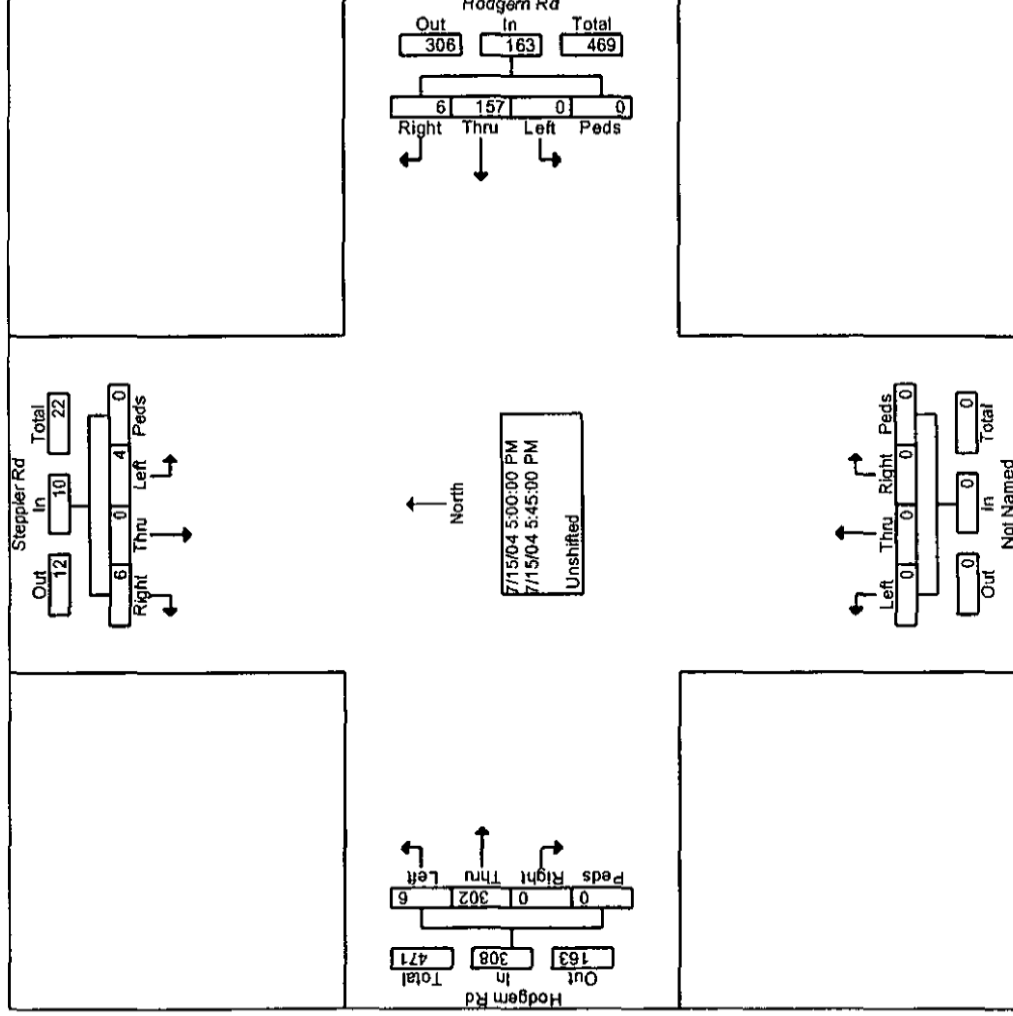 Hodgem Rd
Out In Total
306 163 469
6 157 0 0
Right Thru Left Peds
Steppler Rd
Out In Total
12 10 22
6 0 4 0
Right Thru Left Peds
North
7/15/04 5:00:00 PM
7/15/04 5:45:00 PM
Unshifted
Left Thru Right Peds
0 0 0 0
Out In Total
0 0 0
Not Named
Left Thru Right Peds
6 302 0 0
Total In Out
471 308 163
Hodgem Rd